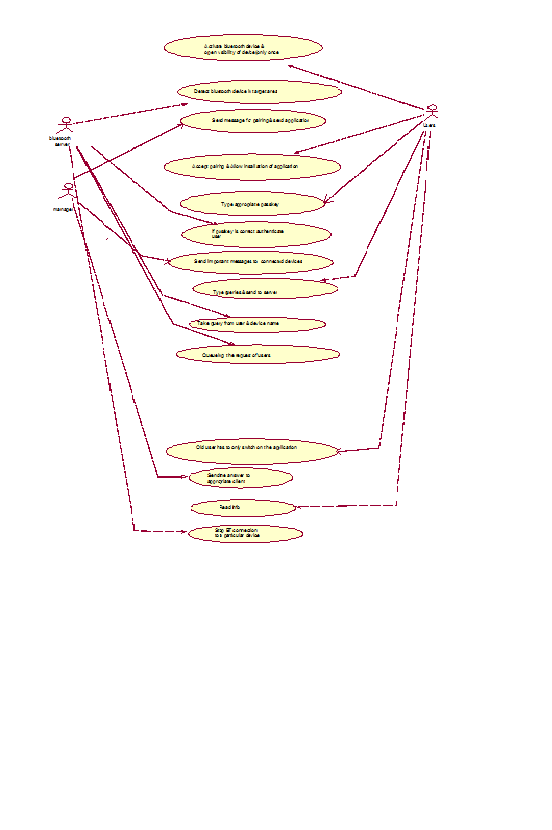 Activate bluetooth device &
open visibility of device(only once
Detect bluetooth device in target area
Send message for pairing & send application
users
bluetooth
server
Accept pairing & allow installation of application
Type appropriate passkey
manager
If passkey is correct authenticate
user
Send important messages to connected devices
Type queries & send to server
Take query from user & device name
Queueing the request of users
Old user has to only switch on the application
Sending answer to
appropriate client
Read info
Stop BT connection
to particular device